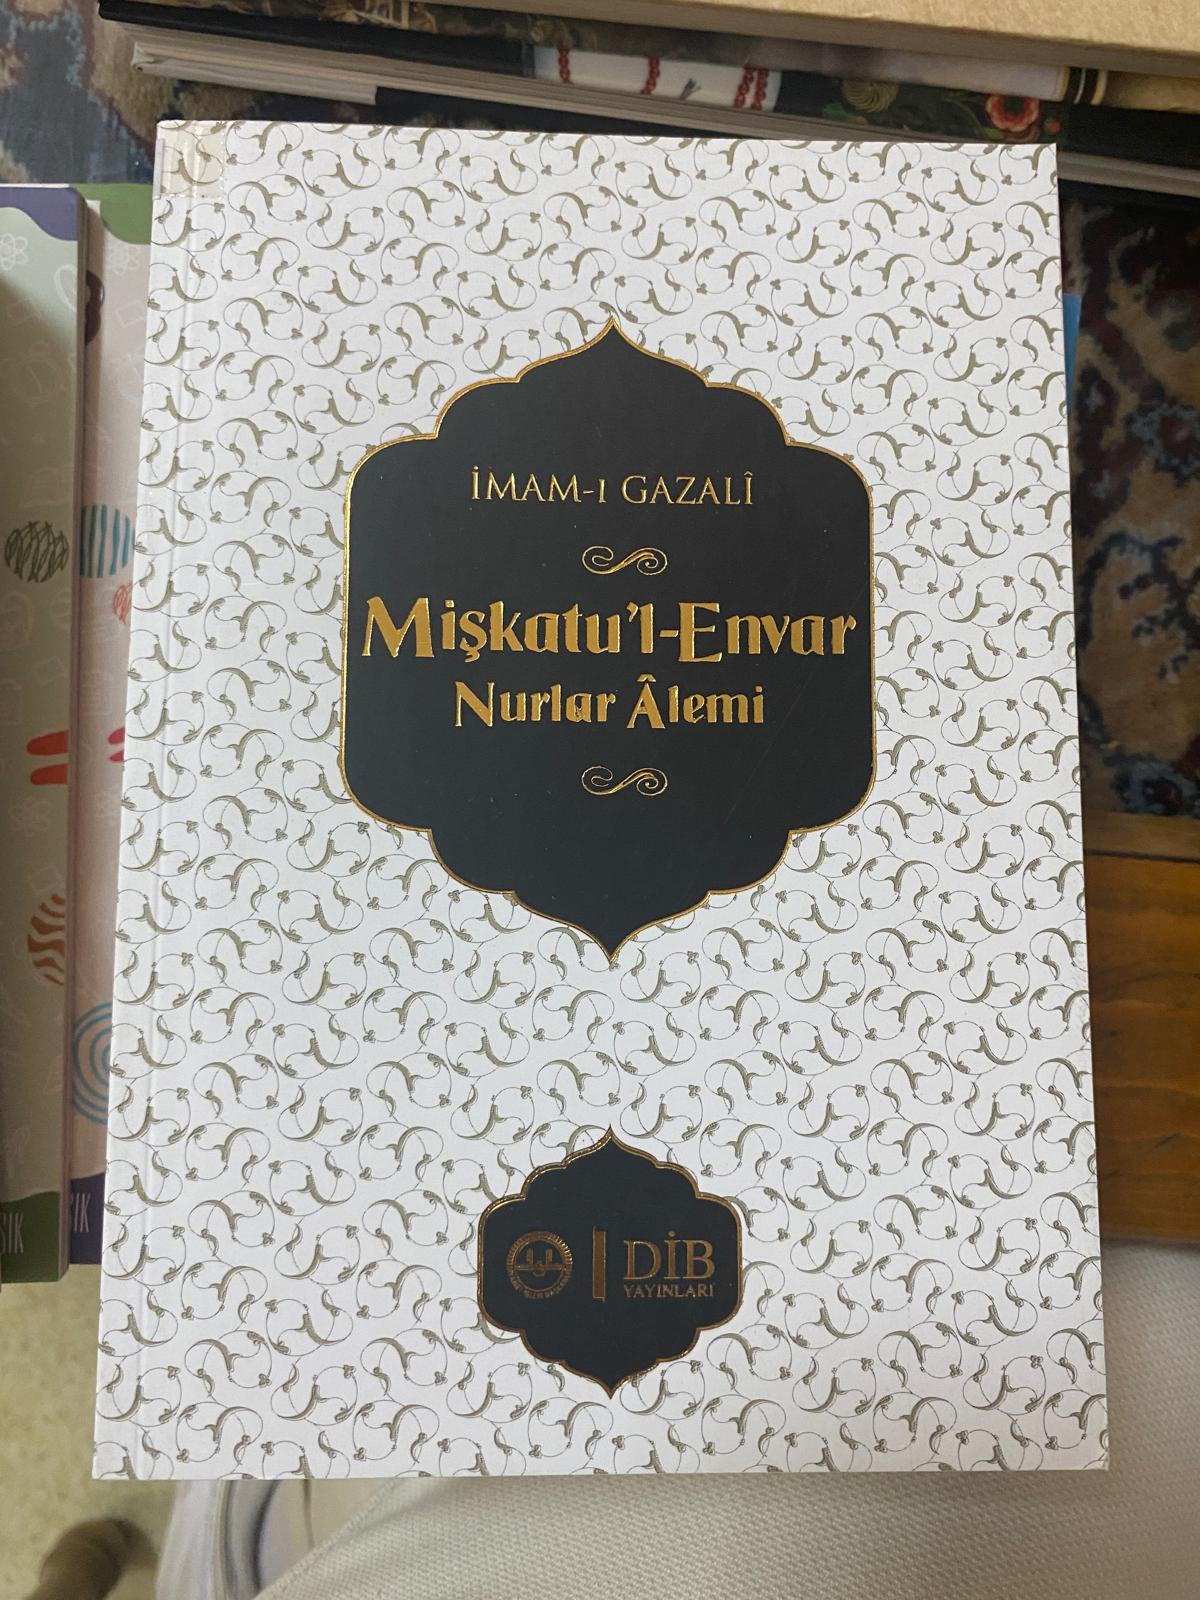 İMAM-ı GAZALÎ
Mişkatu'l-Envar
Nurlar Âlemi
DİB
YAYINLARI